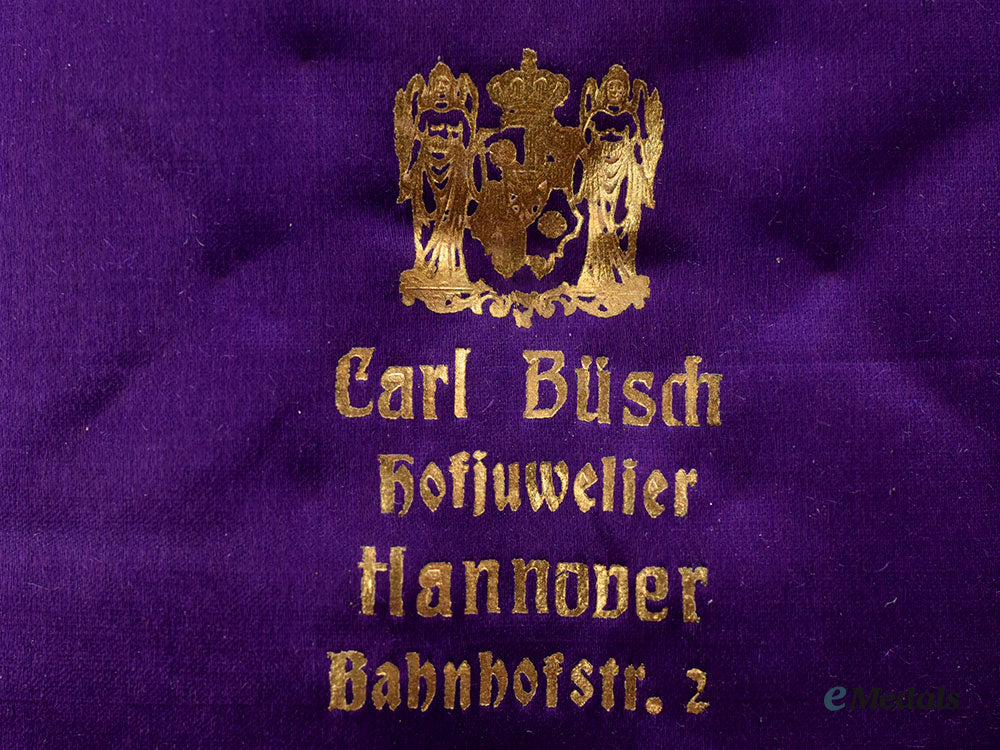 Carl Büsch
Hofjuwelier
Hannover
Bahnhofstr. 2
eMedals